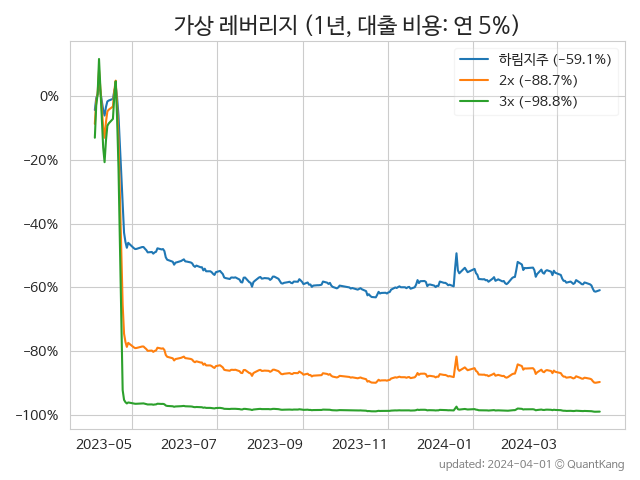 가상 레버리지 (1년, 대출 비용: 연 5%)
하림지주 (−59.1%)
2x (−88.7%)
3x (−98.8%)
0%
−20%
−40%
−60%
−80%
−100%
2023−05 2023−07 2023−09 2023−11 2024−01 2024−03
updated: 2024-04-01 © QuantKang